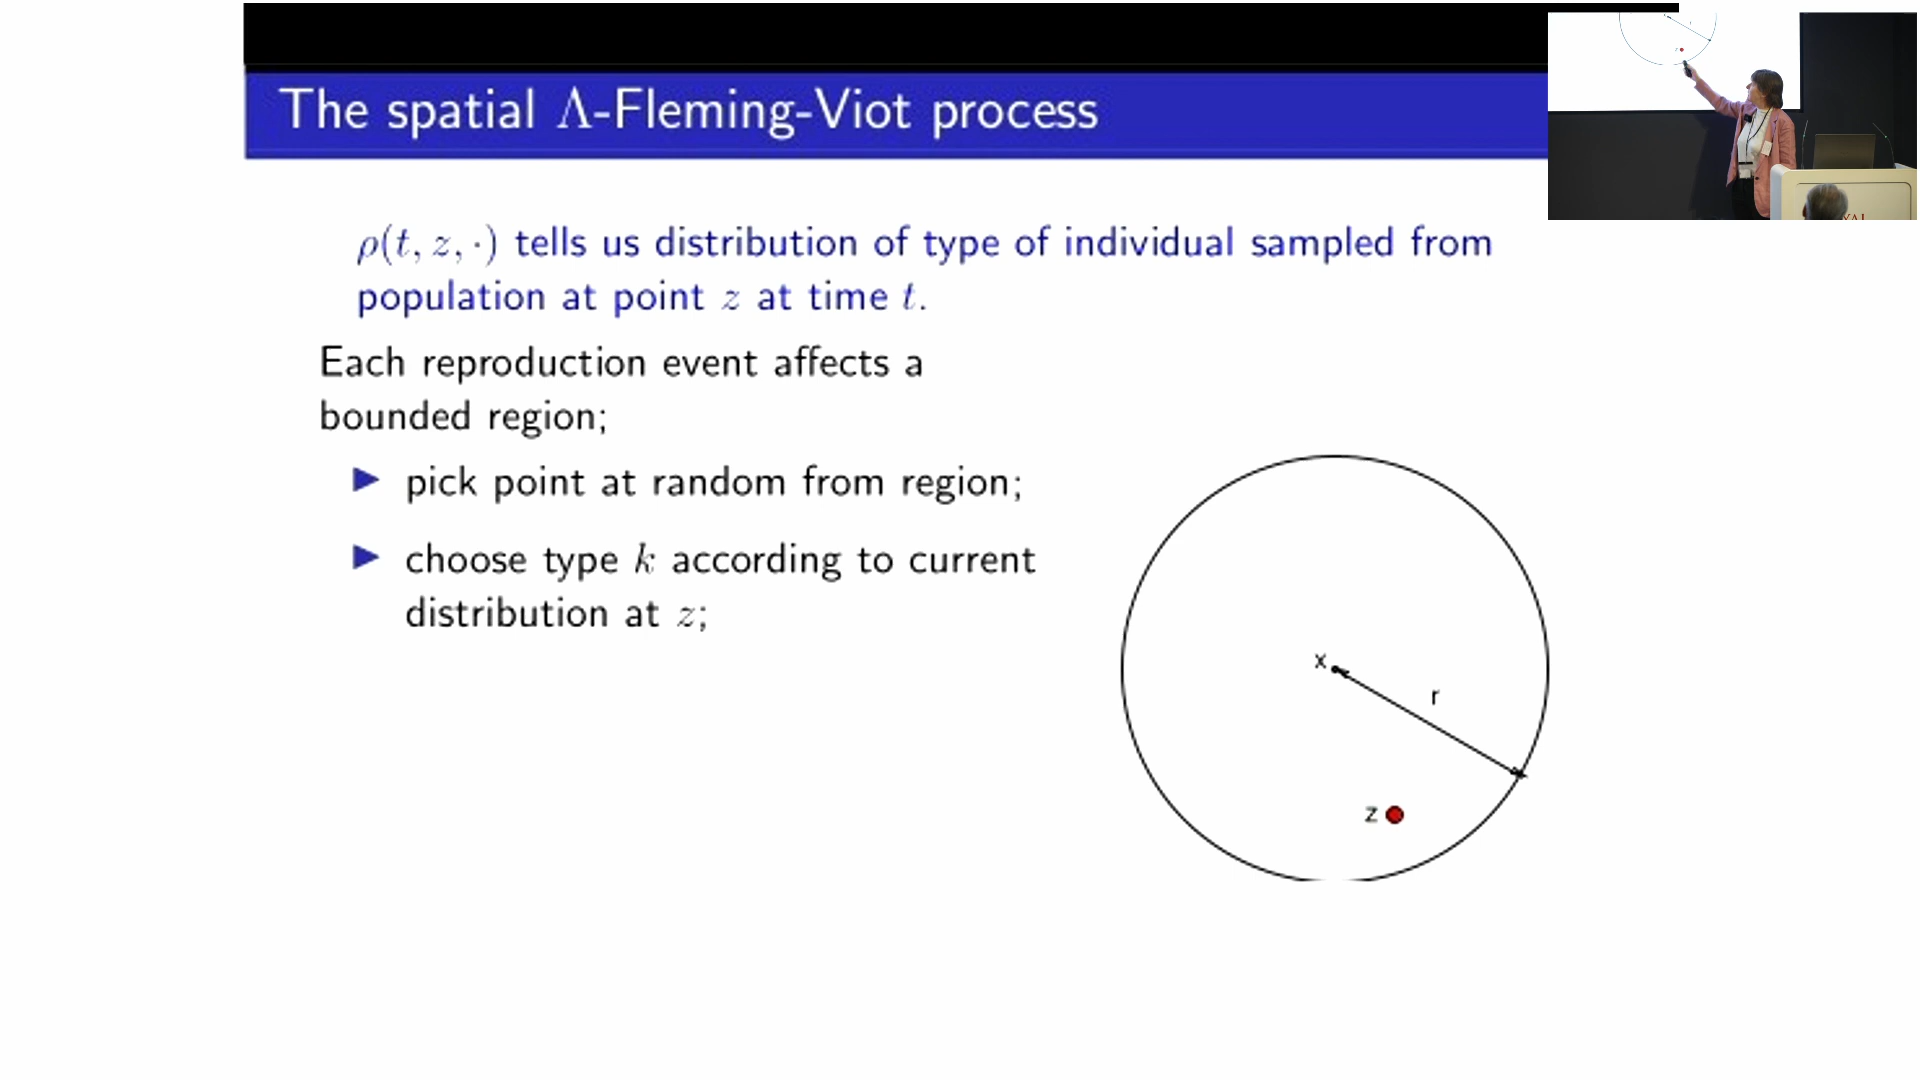 The spatial Λ-Fleming-Viot process
ρ(t, z, ·) tells us distribution of type of individual sampled from
population at point z at time t.
Each reproduction event affects a
bounded region;
▶ pick point at random from region;
▶ choose type k according to current
distribution at z;
x
r
z